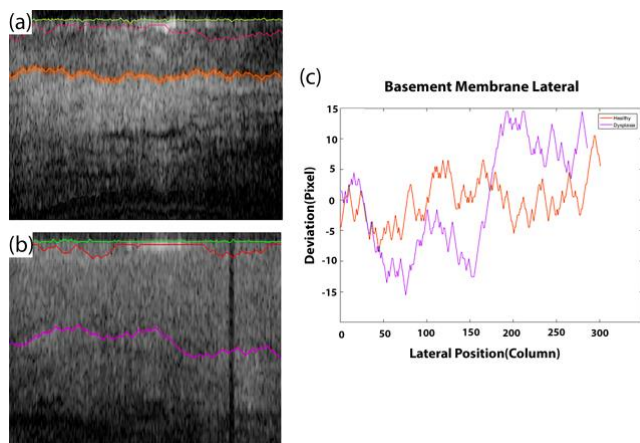 (a)
(b)
(c)
Basement Membrane Lateral
Healthy
Dysplasia
Deviation(Pixel)
15
10
5
0
-5
-10
-15
0
50
100
150
200
250
300
Lateral Position(Column)